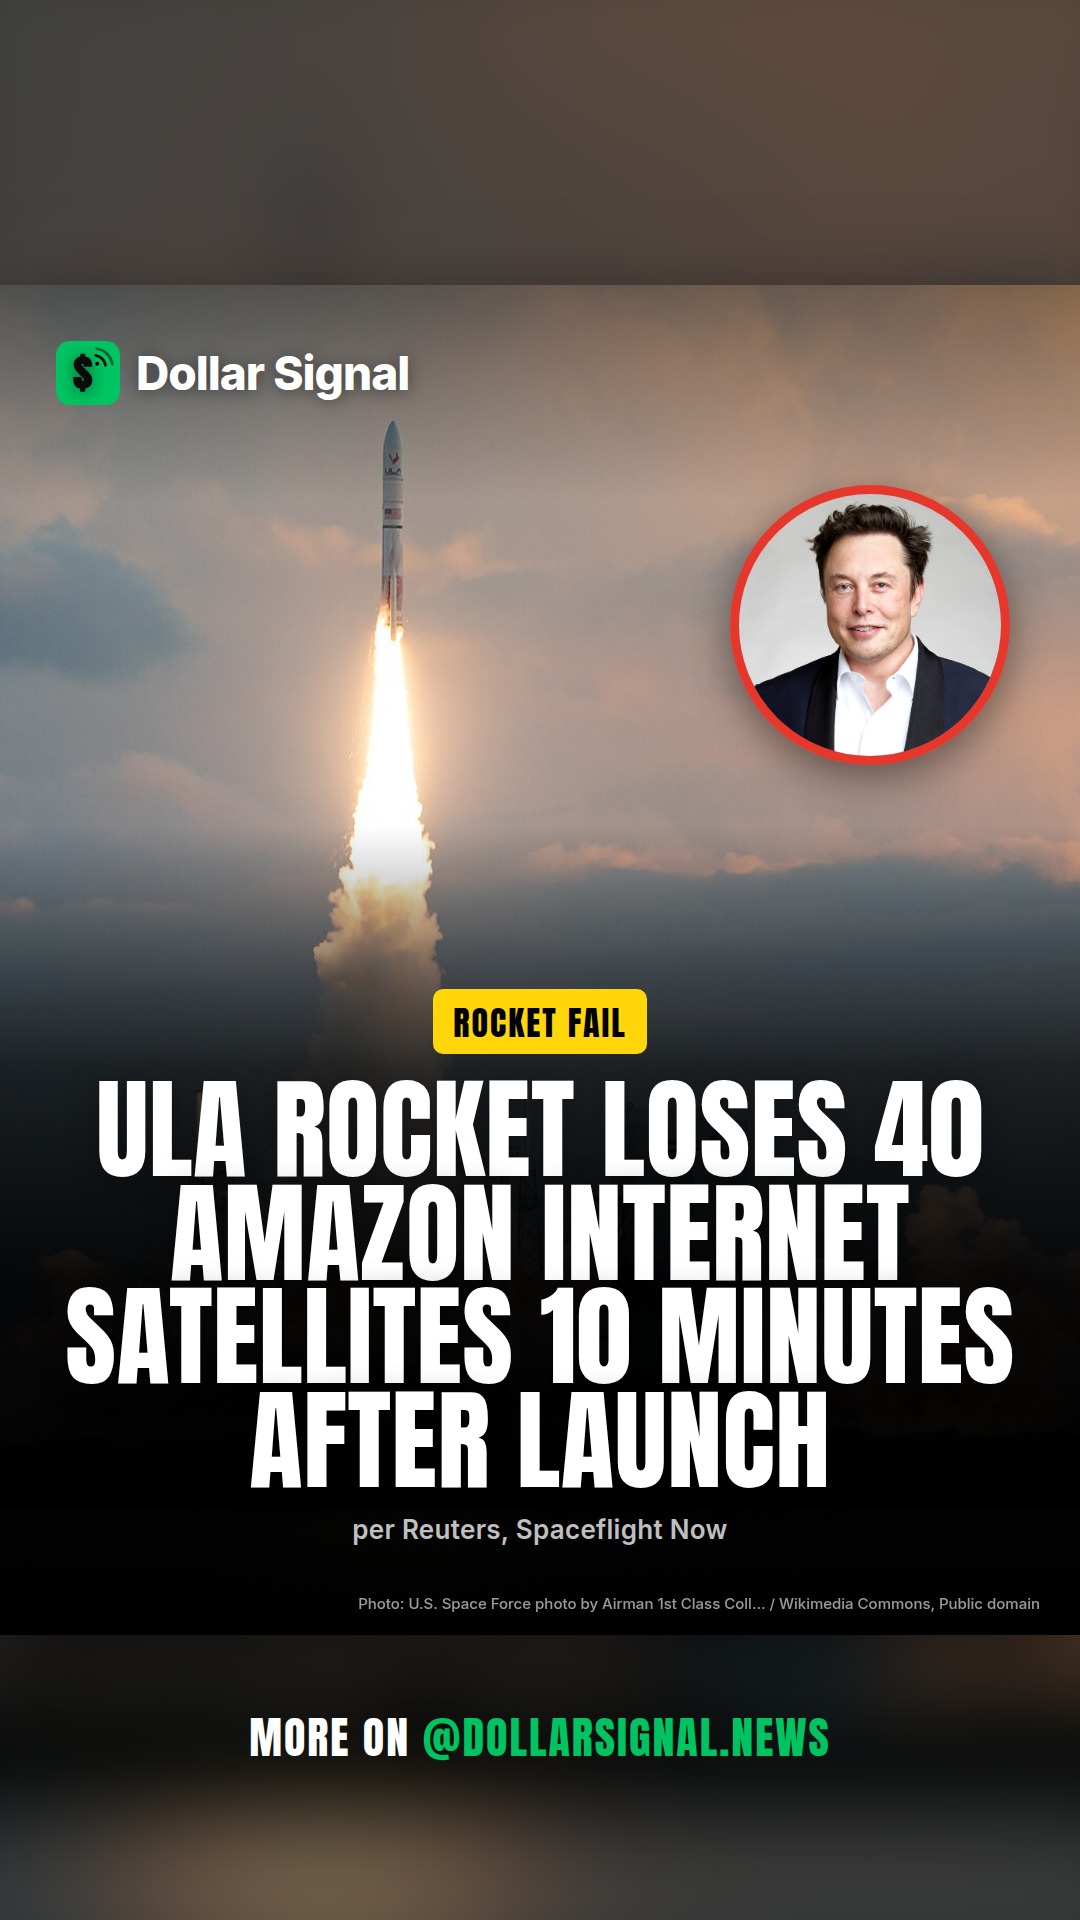 Dollar Signal
ULA
ROCKET FAIL
ULA ROCKET LOSES 40
AMAZON INTERNET
SATELLITES 10 MINUTES
AFTER LAUNCH
per Reuters, Spaceflight Now
Photo: U.S. Space Force photo by Airman 1st Class Coll... / Wikimedia Commons, Public domain
MORE ON @DOLLARSIGNAL.NEWS